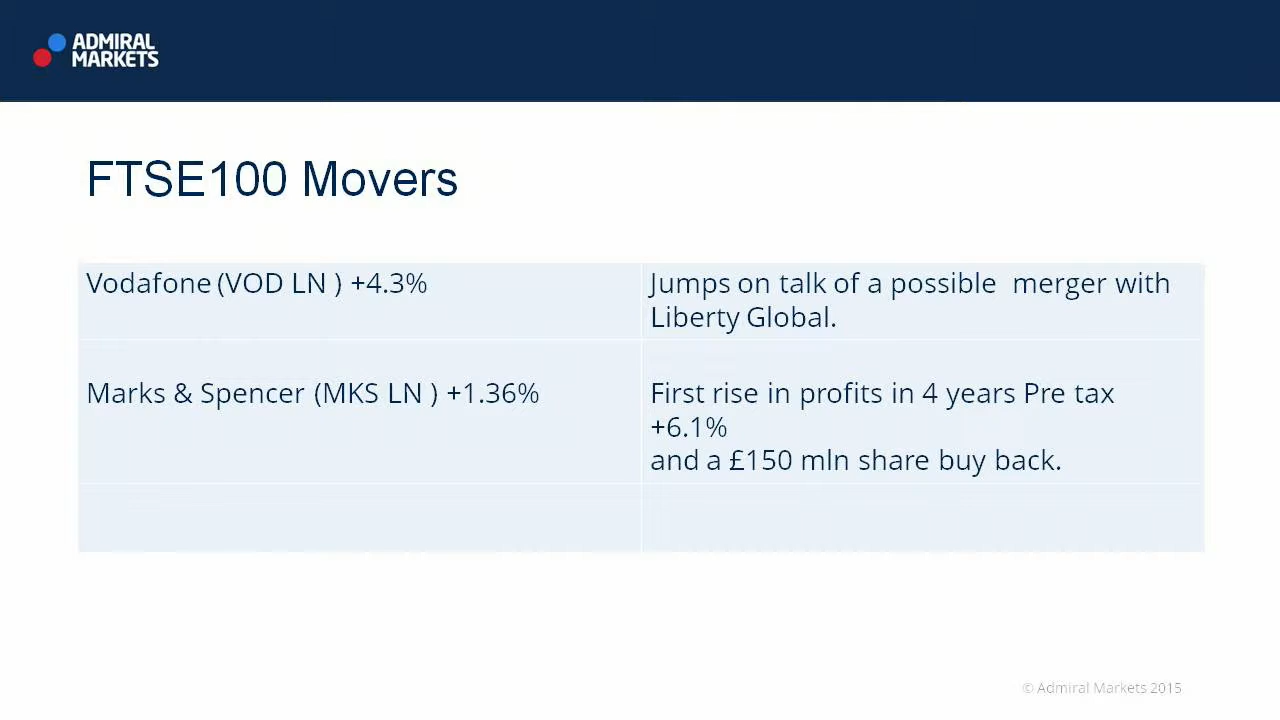 ADMIRAL
MARKETS
FTSE100 Movers
Vodafone (VOD LN ) +4.3%
Jumps on talk of a possible  merger with
Liberty Global.
Marks & Spencer (MKS LN ) +1.36%
First rise in profits in 4 years Pre tax
+6.1%
and a £150 mln share buy back.
© Admiral Markets 2015